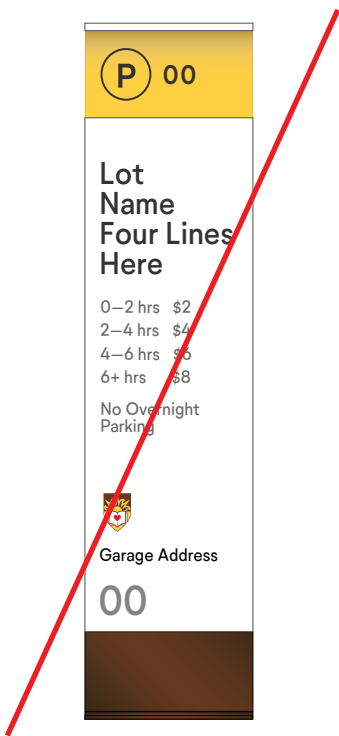 P 00
Lot
Name
Four Lines
Here
0—2 hrs $2
2—4 hrs $4
4—6 hrs $6
6+ hrs $8
No Overnight
Parking
Garage Address
00